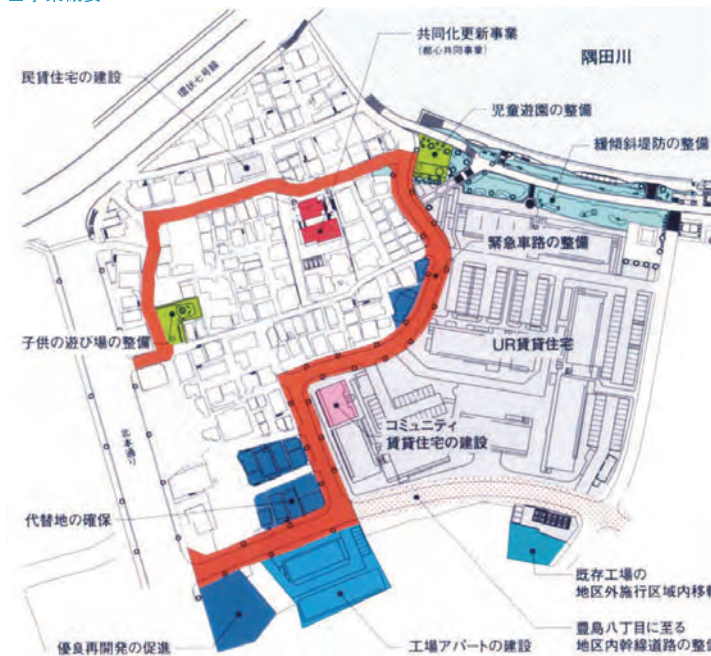 共同化更新事業
(都心共同事業)
隅田川
民賃住宅の建設
環状七号線
児童遊園の整備
緩傾斜堤防の整備
緊急車路の整備
子供の遊び場の整備
UR賃貸住宅
コミュニティ
賃貸住宅の建設
北本通り
代替地の確保
既存工場の
地区外施行区域内移転
優良再開発の促進
工場アパートの建設
豊島八丁目に至る
地区内幹線道路の整備